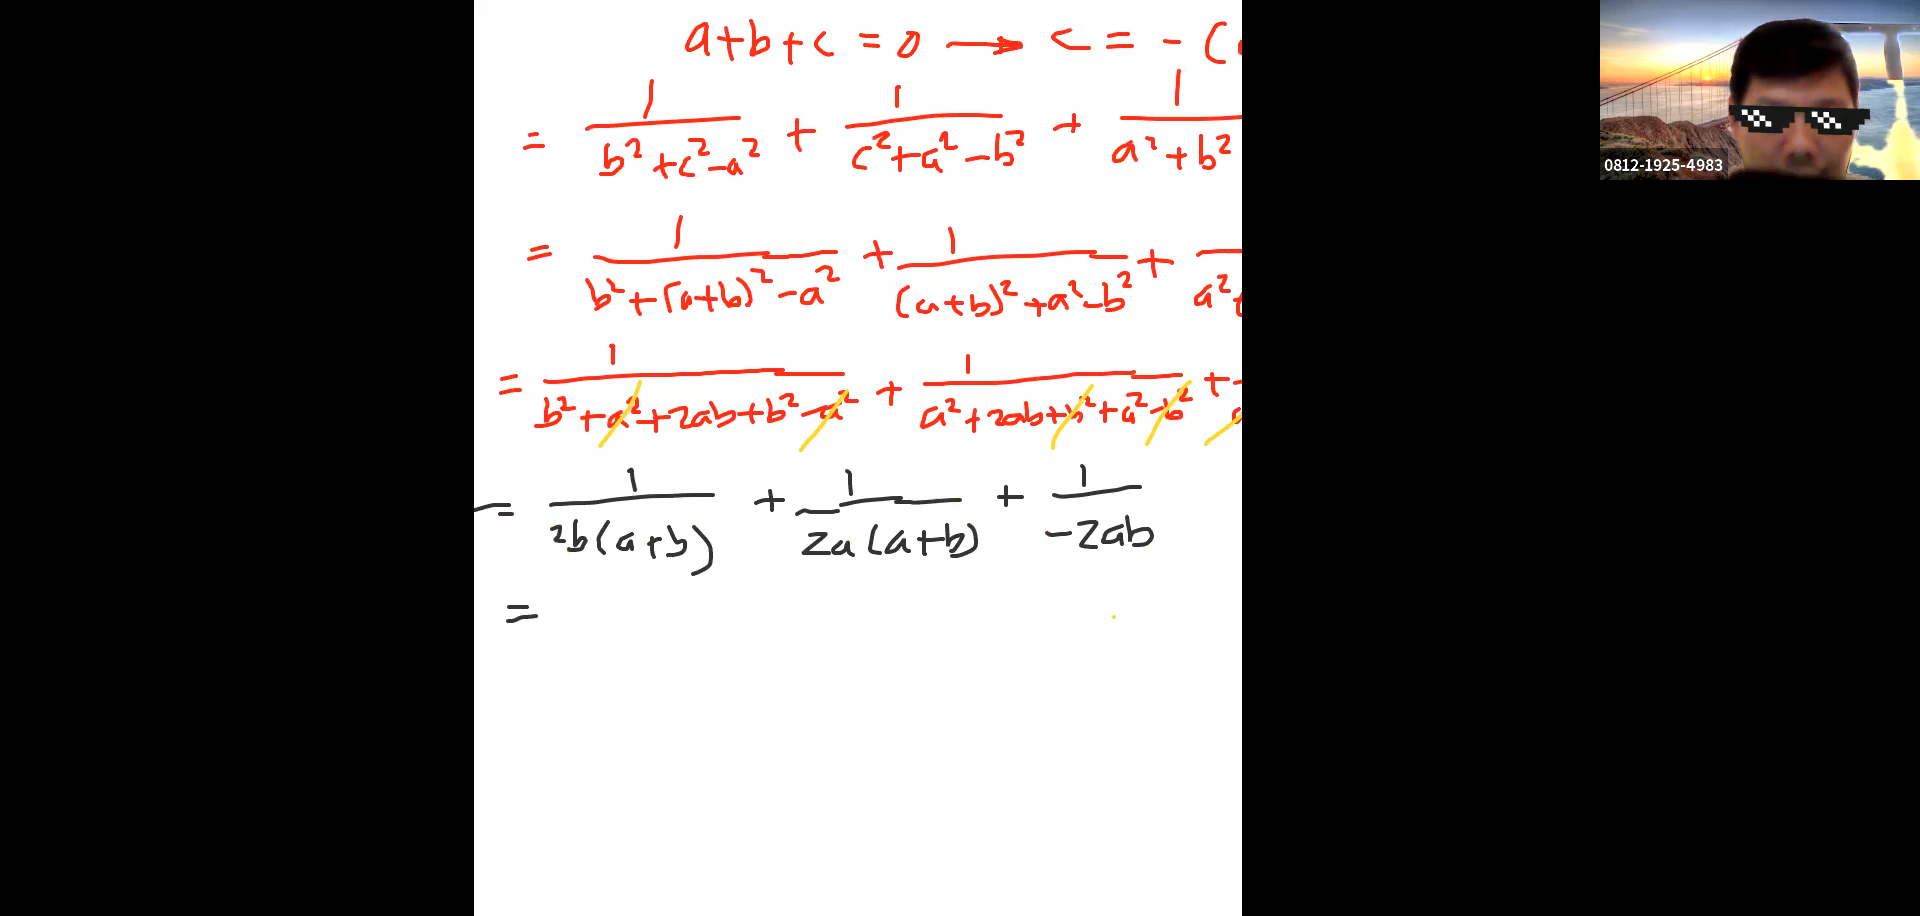 a+b+c = 0 → c = - (
= 1/(b²+c²-a²) + 1/(c²+a²-b²) + 1/(a²+b²
= 1/(b²+(a+b)²-a²) + 1/((a+b)²+a²-b²) + /(a²+
= 1/(b²+a²+2ab+b²-a²) + 1/(a²+2ab+b²+a²-b²) +
= 1/(2b(a+b)) + 1/(2a(a+b)) + 1/(-2ab)
=
0812-1925-4983